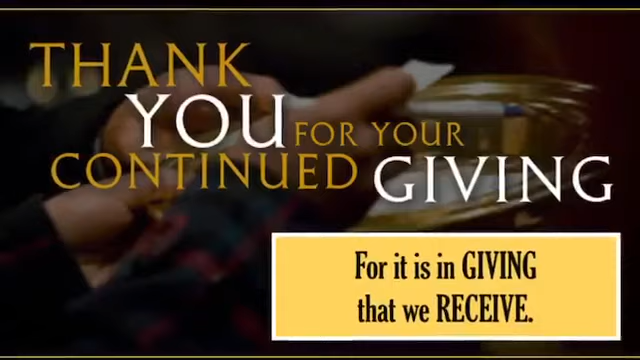 THANK
YOU FOR YOUR
CONTINUED GIVING
For it is in GIVING
that we RECEIVE.